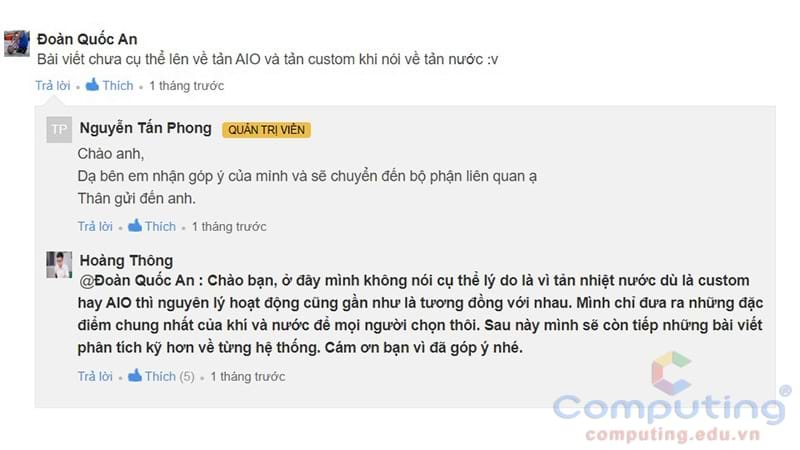 Đoàn Quốc An
Bài viết chưa cụ thể lên về tản AIO và tản custom khi nói về tản nước :v
Trả lời • Thích • 1 tháng trước
TP Nguyễn Tấn Phong QUẢN TRỊ VIÊN
Chào anh,
Dạ bên em nhận góp ý của mình và sẽ chuyển đến bộ phận liên quan ạ
Thân gửi đến anh.
Trả lời • Thích • 1 tháng trước
Hoàng Thông
@Đoàn Quốc An : Chào bạn, ở đây mình không nói cụ thể lý do là vì tản nhiệt nước dù là custom
hay AIO thì nguyên lý hoạt động cũng gần như là tương đồng với nhau. Mình chỉ đưa ra những đặc
điểm chung nhất của khí và nước để mọi người chọn thôi. Sau này mình sẽ còn tiếp những bài viết
phân tích kỹ hơn về từng hệ thống. Cám ơn bạn vì đã góp ý nhé.
Trả lời • Thích (5) • 1 tháng trước
Computing®
computing.edu.vn